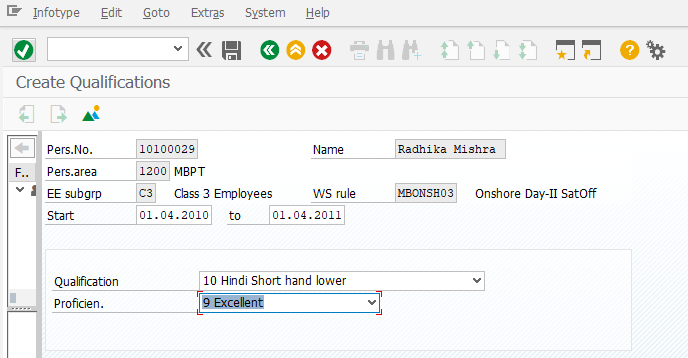 Infotype Edit Goto Extras System Help
Create Qualifications
Pers.No. 10100029 Name Radhika Mishra
Pers.area 1200 MBPT
F..
EE subgrp C3 Class 3 Employees WS rule MBONSH03 Onshore Day-II SatOff
Start 01.04.2010 to 01.04.2011
Qualification 10 Hindi Short hand lower
Proficien. 9 Excellent